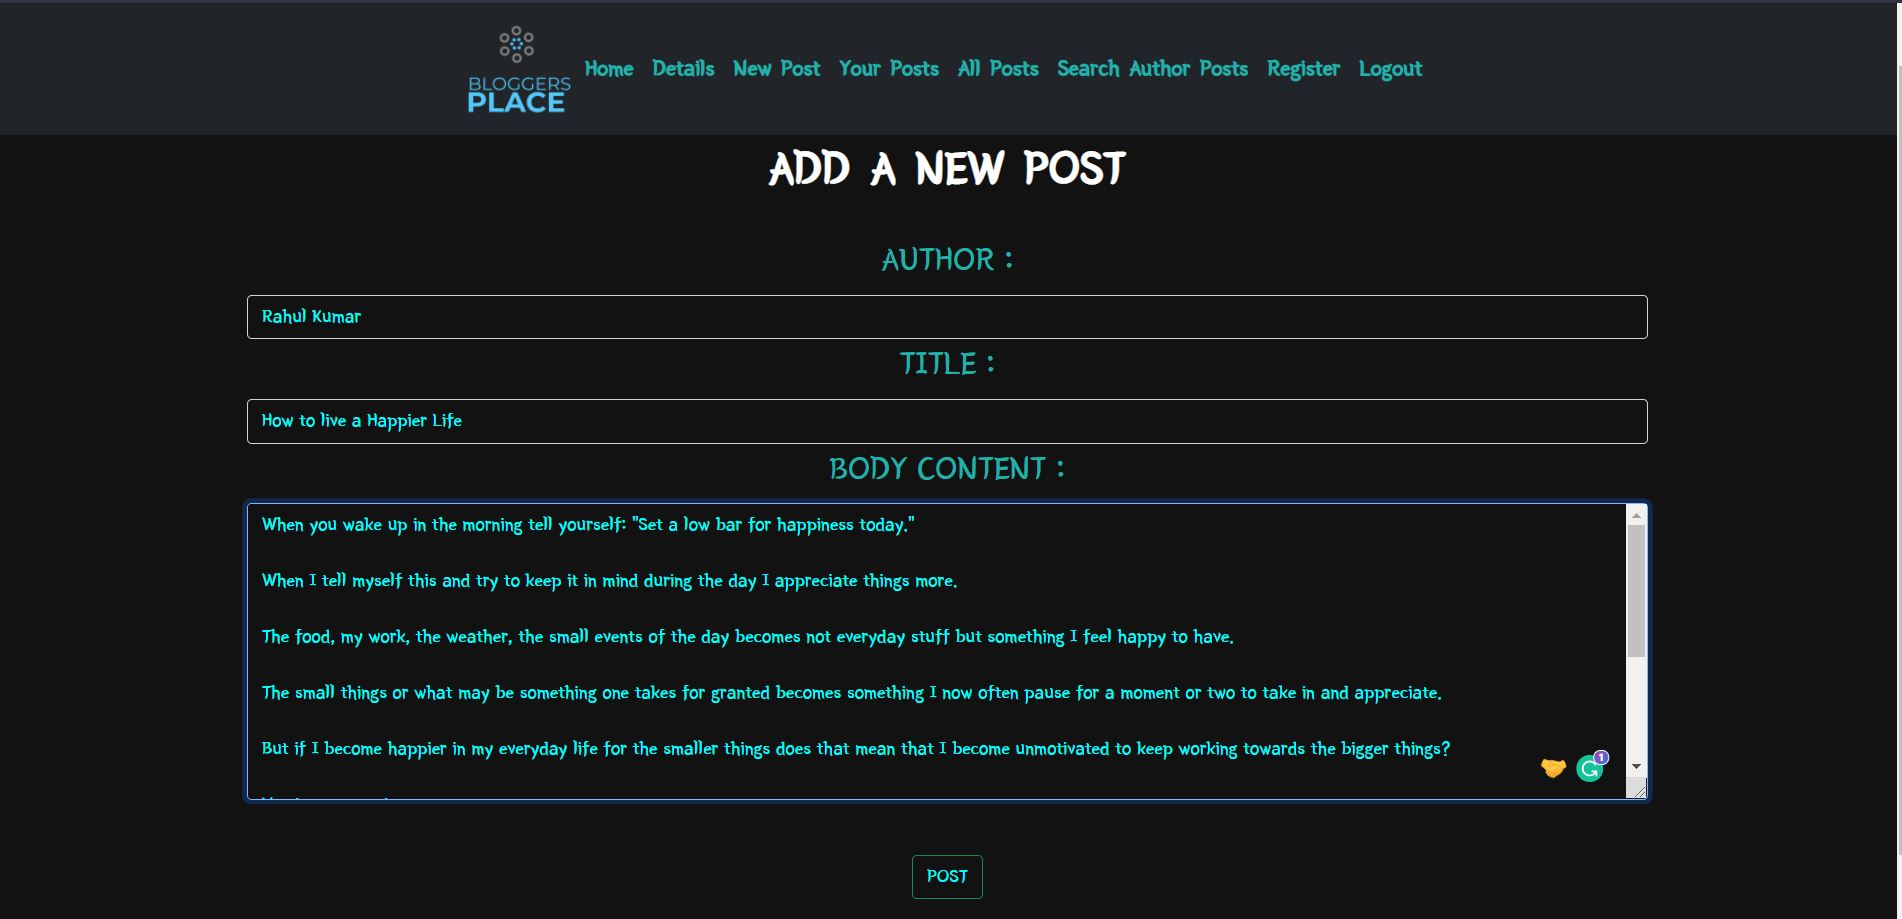 BLOGGERS
PLACE
Home Details New Post Your Posts All Posts Search Author Posts Register Logout
ADD A NEW POST
AUTHOR :
Rahul Kumar
TITLE :
How to live a Happier Life
BODY CONTENT :
When you wake up in the morning tell yourself: "Set a low bar for happiness today."
When I tell myself this and try to keep it in mind during the day I appreciate things more.
The food, my work, the weather, the small events of the day becomes not everyday stuff but something I feel happy to have.
The small things or what may be something one takes for granted becomes something I now often pause for a moment or two to take in and appreciate.
But if I become happier in my everyday life for the smaller things does that mean that I become unmotivated to keep working towards the bigger things?
1
POST